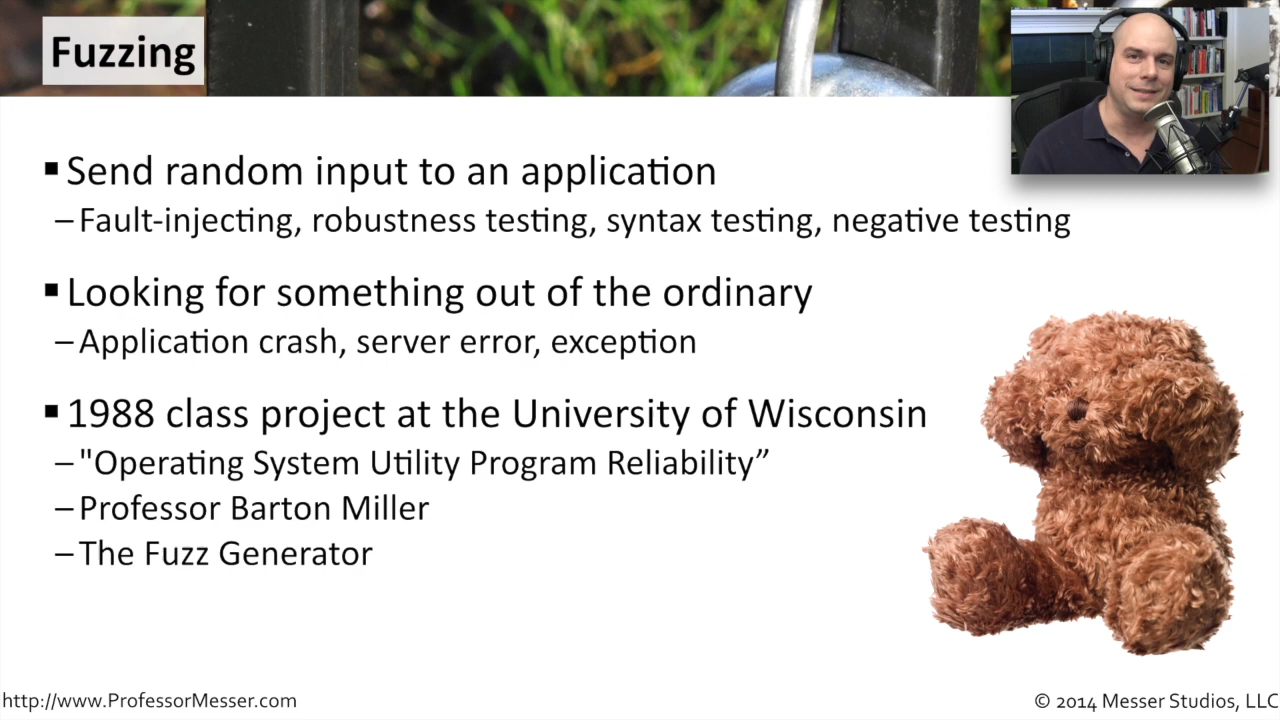 Fuzzing
▪ Send random input to an application
– Fault-injecting, robustness testing, syntax testing, negative testing
▪ Looking for something out of the ordinary
– Application crash, server error, exception
▪ 1988 class project at the University of Wisconsin
– "Operating System Utility Program Reliability”
– Professor Barton Miller
– The Fuzz Generator
http://www.ProfessorMesser.com
© 2014 Messer Studios, LLC